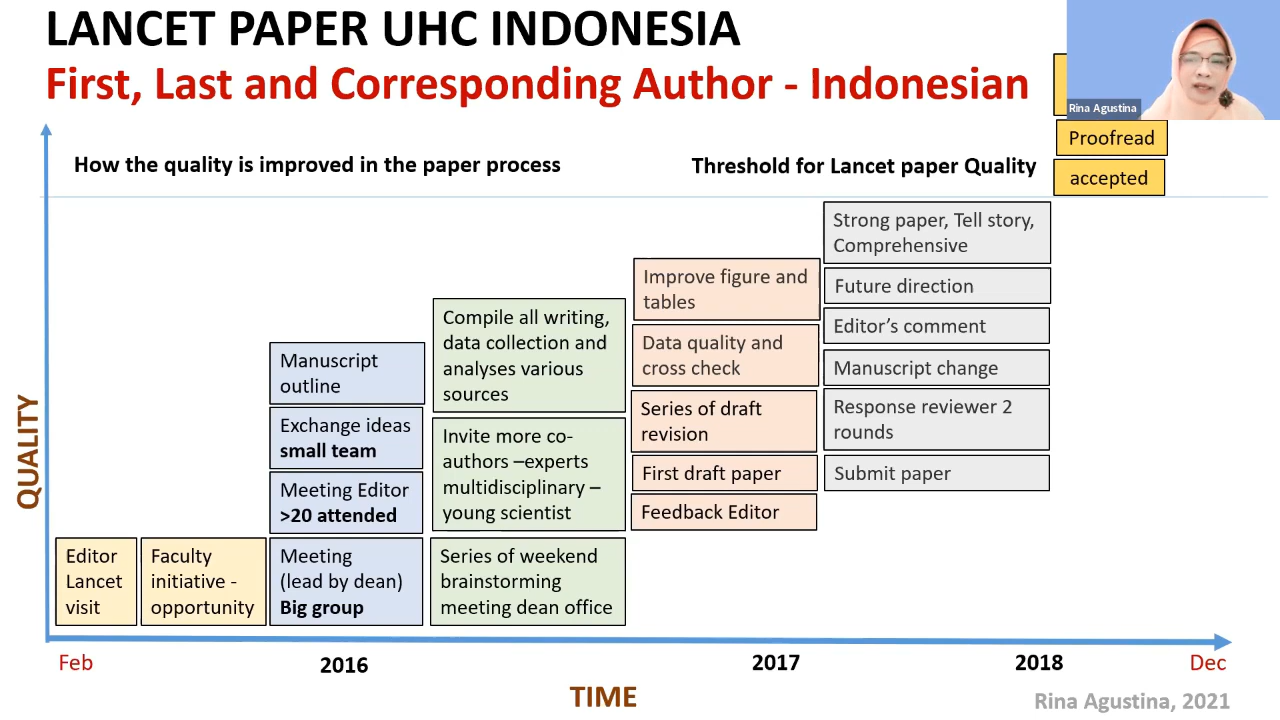 LANCET PAPER UHC INDONESIA
First, Last and Corresponding Author - Indonesian
Rina Agustina
How the quality is improved in the paper process
Threshold for Lancet paper Quality
Proofread
accepted
Strong paper, Tell story,
Comprehensive
Future direction
Editor's comment
Manuscript change
Response reviewer 2
rounds
Submit paper
Improve figure and
tables
Data quality and
cross check
Series of draft
revision
First draft paper
Feedback Editor
Compile all writing,
data collection and
analyses various
sources
Invite more co-
authors –experts
multidisciplinary –
young scientist
Series of weekend
brainstorming
meeting dean office
Manuscript
outline
Exchange ideas
small team
Meeting Editor
>20 attended
Meeting
(lead by dean)
Big group
Faculty
initiative -
opportunity
Editor
Lancet
visit
QUALITY
Feb
2016
2017
2018
Dec
TIME
Rina Agustina, 2021